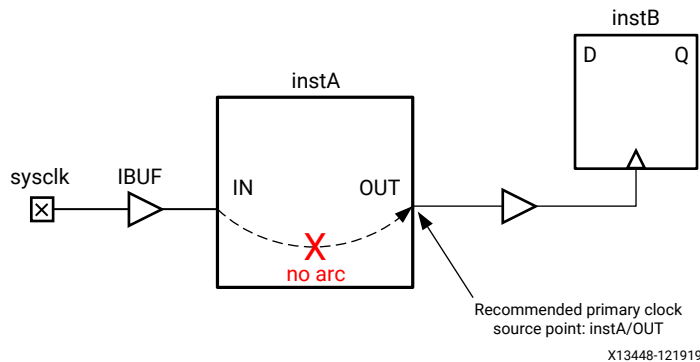 instB
D Q
instA
sysclk
IBUF
IN
OUT
X
no arc
Recommended primary clock
source point: instA/OUT
X13448-121919